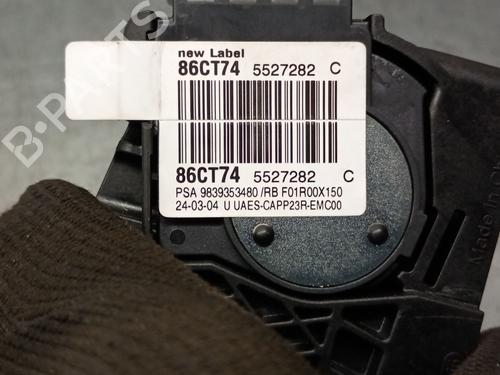 new Label
86CT74 5527282 C
86CT74 5527282 C
PSA 9839353480 /RB F01R00X150
24-03-04 U UAES-CAPP23R-EMC00
B-PARTS
Made in